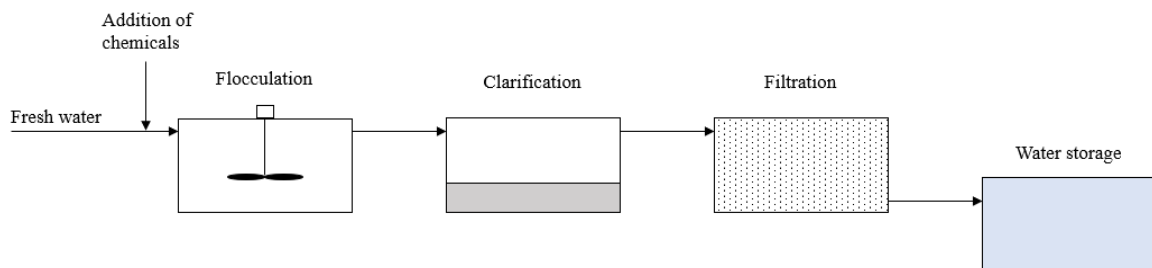 Addition of
chemicals
Flocculation
Clarification
Filtration
Fresh water
Water storage